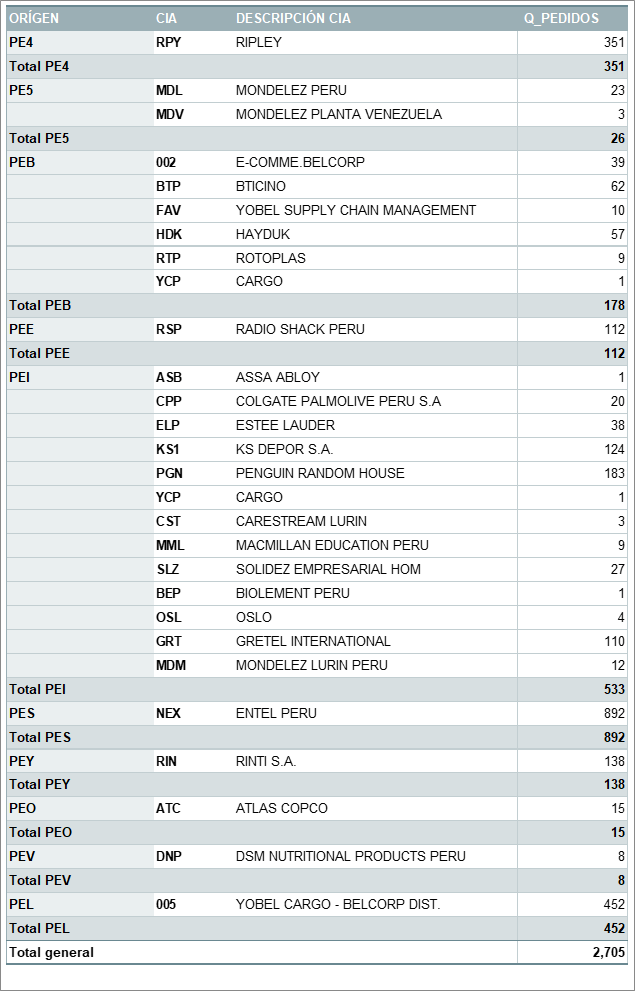 ORÍGEN CIA DESCRIPCIÓN CIA Q_PEDIDOS
PE4 RPY RIPLEY 351
Total PE4 351
PE5 MDL MONDELEZ PERU 23
MDV MONDELEZ PLANTA VENEZUELA 3
Total PE5 26
PEB 002 E-COMME.BELCORP 39
BTP BTICINO 62
FAV YOBEL SUPPLY CHAIN MANAGEMENT 10
HDK HAYDUK 57
RTP ROTOPLAS 9
YCP CARGO 1
Total PEB 178
PEE RSP RADIO SHACK PERU 112
Total PEE 112
PEI ASB ASSA ABLOY 1
CPP COLGATE PALMOLIVE PERU S.A 20
ELP ESTEE LAUDER 38
KS1 KS DEPOR S.A. 124
PGN PENGUIN RANDOM HOUSE 183
YCP CARGO 1
CST CARESTREAM LURIN 3
MML MACMILLAN EDUCATION PERU 9
SLZ SOLIDEZ EMPRESARIAL HOM 27
BEP BIOLEMENT PERU 1
OSL OSLO 4
GRT GRETEL INTERNATIONAL 110
MDM MONDELEZ LURIN PERU 12
Total PEI 533
PES NEX ENTEL PERU 892
Total PES 892
PEY RIN RINTI S.A. 138
Total PEY 138
PEO ATC ATLAS COPCO 15
Total PEO 15
PEV DNP DSM NUTRITIONAL PRODUCTS PERU 8
Total PEV 8
PEL 005 YOBEL CARGO - BELCORP DIST. 452
Total PEL 452
Total general 2,705